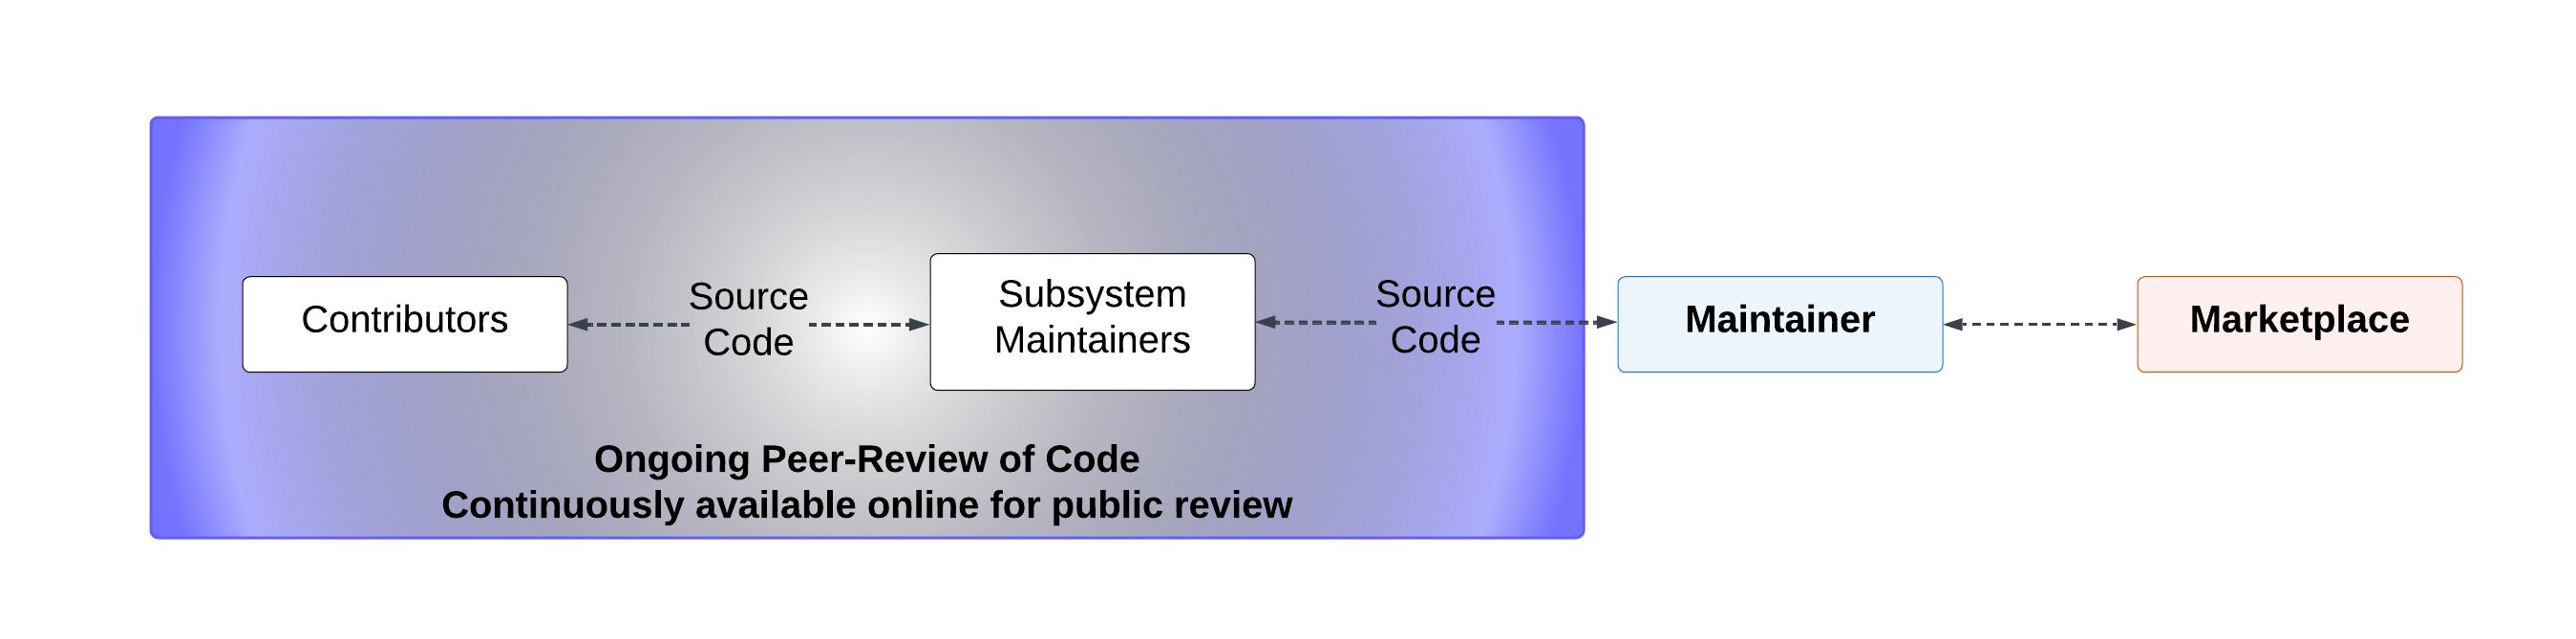 Contributors
Source
Code
Subsystem
Maintainers
Source
Code
Maintainer
Marketplace
Ongoing Peer-Review of Code
Continuously available online for public review